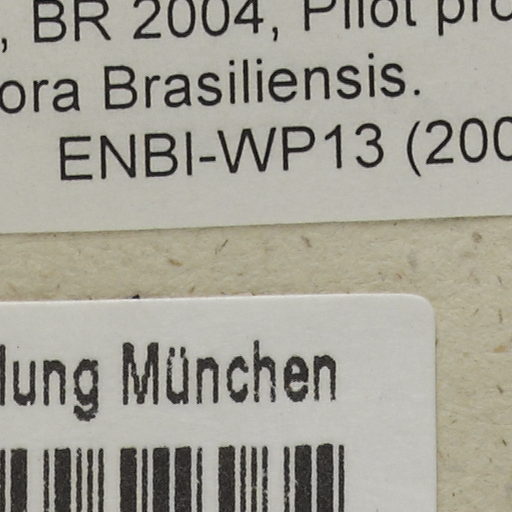 , BR 2004, Pilot pro
ora Brasiliensis.
ENBI-WP13 (200
lung München